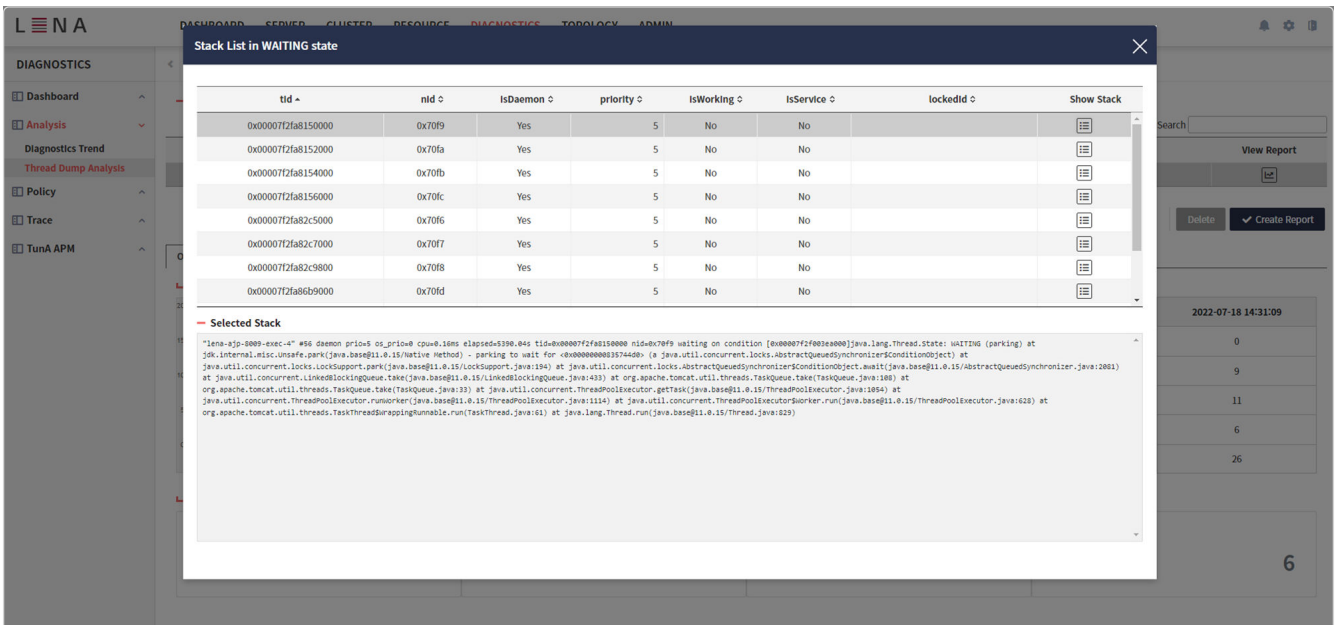 LENA
DASHBOARD SERVER CLUSTER RESOURCE DIAGNOSTICS TOPOLOGY ADMIN
Stack List in WAITING state
DIAGNOSTICS
Dashboard
Analysis
Diagnostics Trend
Thread Dump Analysis
Policy
Trace
TunA APM
tid nid isDaemon priority isWorking isService lockedId Show Stack
0x00007f2fa8150000 0x70f9 Yes 5 No No
0x00007f2fa8152000 0x70fa Yes 5 No No
0x00007f2fa8154000 0x70fb Yes 5 No No
0x00007f2fa8156000 0x70fc Yes 5 No No
0x00007f2fa82c5000 0x70f6 Yes 5 No No
0x00007f2fa82c7000 0x70f7 Yes 5 No No
0x00007f2fa82c9800 0x70f8 Yes 5 No No
0x00007f2fa86b9000 0x70fd Yes 5 No No
Search
View Report
Delete Create Report
Selected Stack
"lena-ajp-8009-exec-4" #56 daemon prio=5 os_prio=0 cpu=0.16ms elapsed=5390.04s tid=0x00007f2fa8150000 nid=0x70f9 waiting on condition [0x00007f2f003ea000]java.lang.Thread.State: WAITING (parking) at
jdk.internal.misc.Unsafe.park(java.base@11.0.15/Native Method) - parking to wait for <0x00000000835744d0> (a java.util.concurrent.locks.AbstractQueuedSynchronizer$ConditionObject) at
java.util.concurrent.locks.LockSupport.park(java.base@11.0.15/LockSupport.java:194) at java.util.concurrent.locks.AbstractQueuedSynchronizer$ConditionObject.await(java.base@11.0.15/AbstractQueuedSynchronizer.java:2081)
at java.util.concurrent.LinkedBlockingQueue.take(java.base@11.0.15/LinkedBlockingQueue.java:433) at org.apache.tomcat.util.threads.TaskQueue.take(TaskQueue.java:108) at
org.apache.tomcat.util.threads.TaskQueue.take(TaskQueue.java:33) at java.util.concurrent.ThreadPoolExecutor.getTask(java.base@11.0.15/ThreadPoolExecutor.java:1054) at
java.util.concurrent.ThreadPoolExecutor.runWorker(java.base@11.0.15/ThreadPoolExecutor.java:1114) at java.util.concurrent.ThreadPoolExecutor$Worker.run(java.base@11.0.15/ThreadPoolExecutor.java:628) at
org.apache.tomcat.util.threads.TaskThread$WrappingRunnable.run(TaskThread.java:61) at java.lang.Thread.run(java.base@11.0.15/Thread.java:829)
2022-07-18 14:31:09
0
9
11
6
26
6